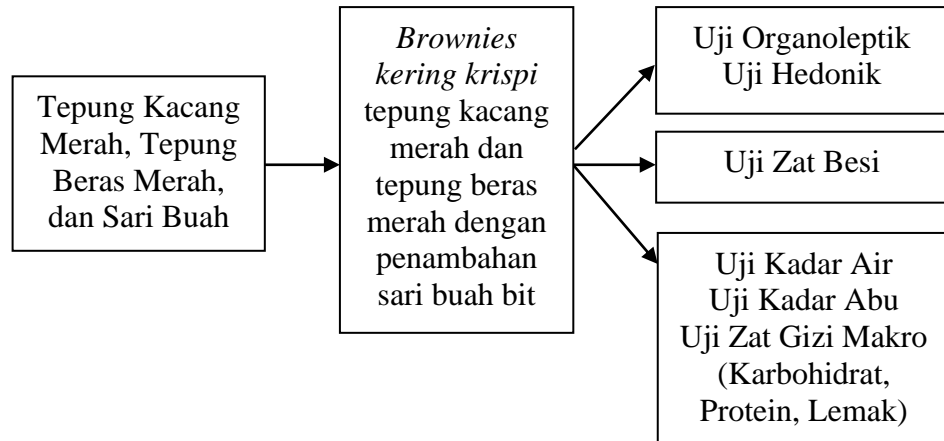 Tepung Kacang
Merah, Tepung
Beras Merah,
dan Sari Buah
Brownies
kering krispi
tepung kacang
merah dan
tepung beras
merah dengan
penambahan
sari buah bit
Uji Organoleptik
Uji Hedonik
Uji Zat Besi
Uji Kadar Air
Uji Kadar Abu
Uji Zat Gizi Makro
(Karbohidrat,
Protein, Lemak)